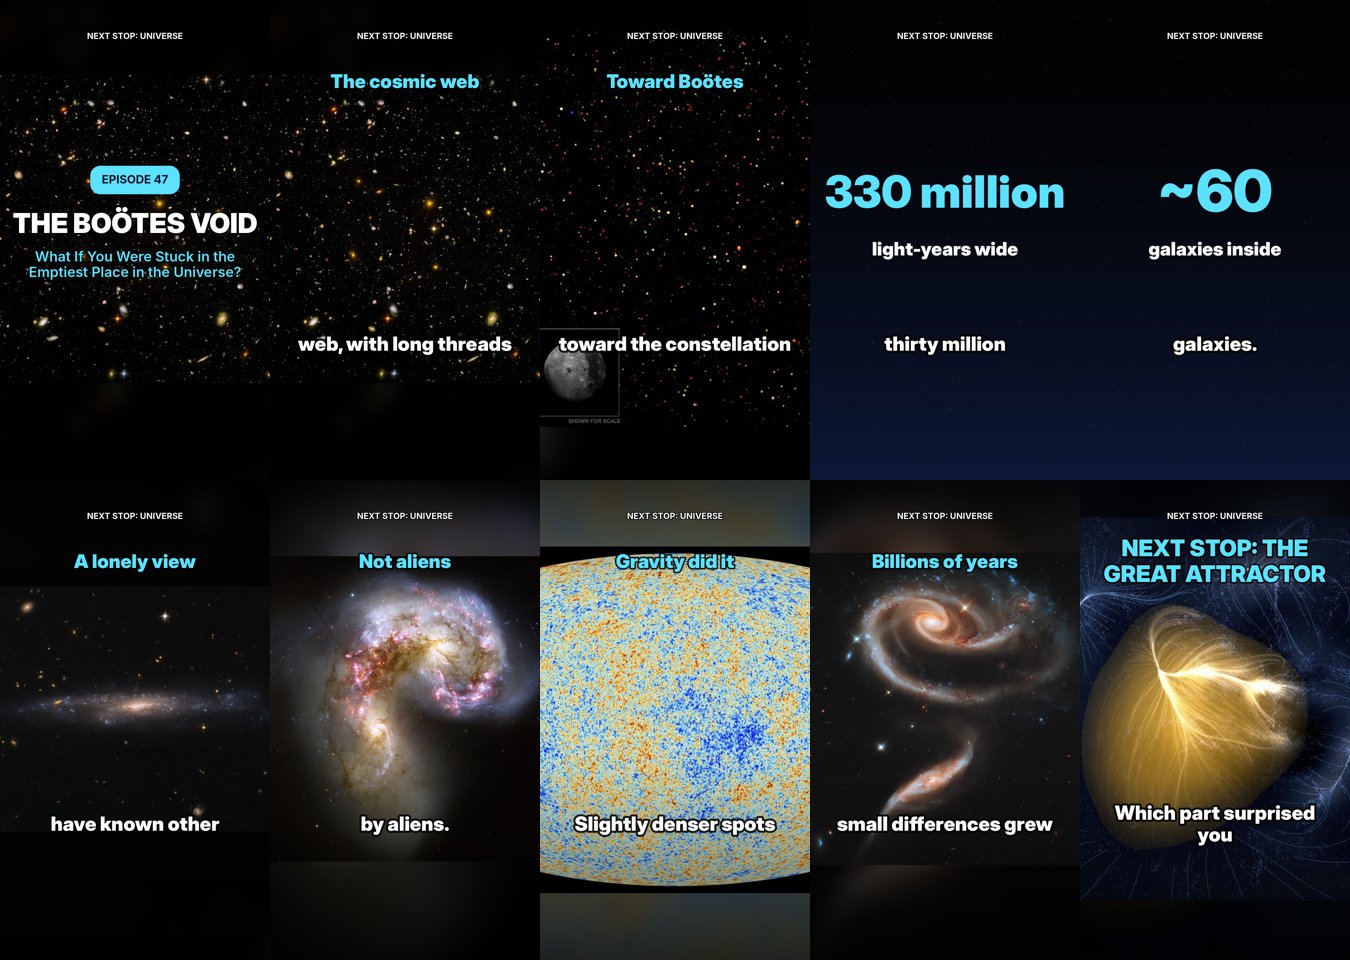 NEXT STOP: UNIVERSE
EPISODE 47
THE BOÖTES VOID
What If You Were Stuck in the
Emptiest Place in the Universe?
NEXT STOP: UNIVERSE
The cosmic web
web, with long threads
NEXT STOP: UNIVERSE
Toward Boötes
toward the constellation
SHOWN FOR SCALE
NEXT STOP: UNIVERSE
330 million
light-years wide
thirty million
NEXT STOP: UNIVERSE
~60
galaxies inside
galaxies.
NEXT STOP: UNIVERSE
A lonely view
have known other
NEXT STOP: UNIVERSE
Not aliens
by aliens.
NEXT STOP: UNIVERSE
Gravity did it
Slightly denser spots
NEXT STOP: UNIVERSE
Billions of years
small differences grew
NEXT STOP: UNIVERSE
NEXT STOP: THE
GREAT ATTRACTOR
Which part surprised
you